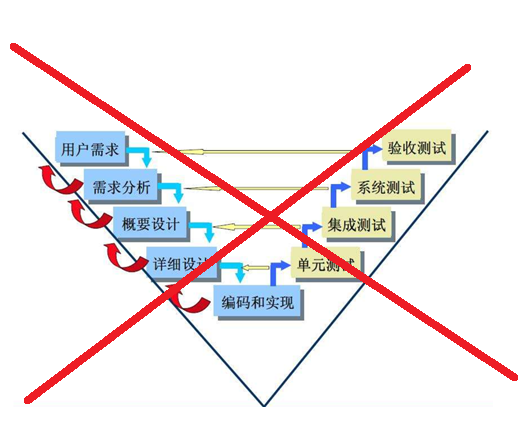 用户需求
验收测试
需求分析
系统测试
概要设计
集成测试
详细设计
单元测试
编码和实现